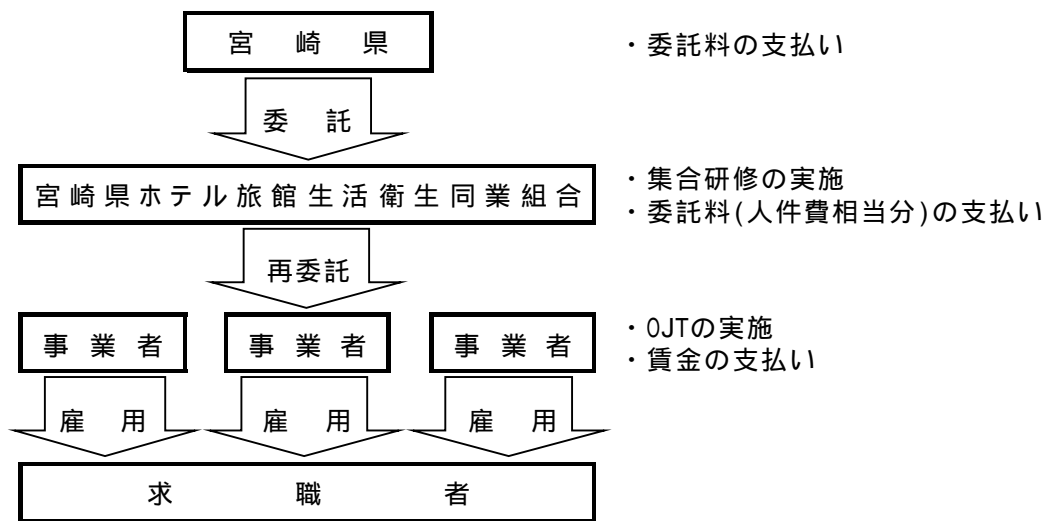 宮崎県
・委託料の支払い
委託
宮崎県ホテル旅館生活衛生同業組合
・集合研修の実施
・委託料(人件費相当分)の支払い
再委託
事業者 事業者 事業者
・OJTの実施
・賃金の支払い
雇用 雇用 雇用
求職者